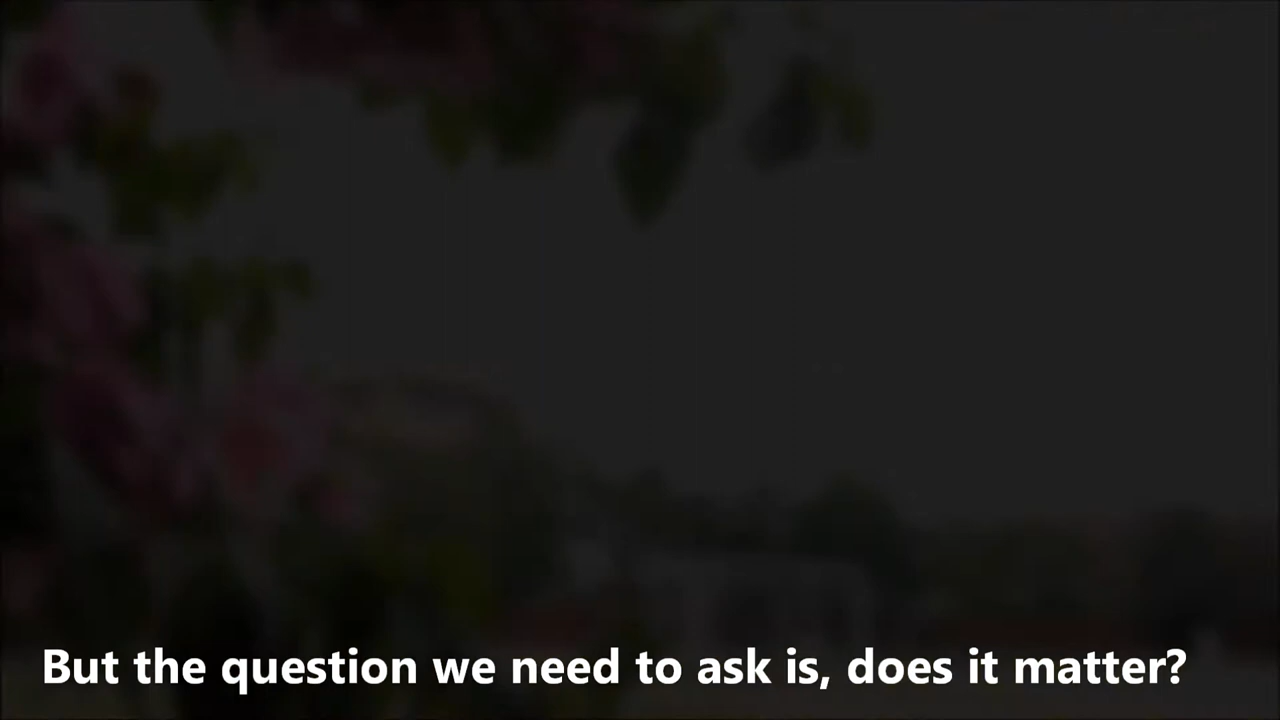 But the question we need to ask is, does it matter?